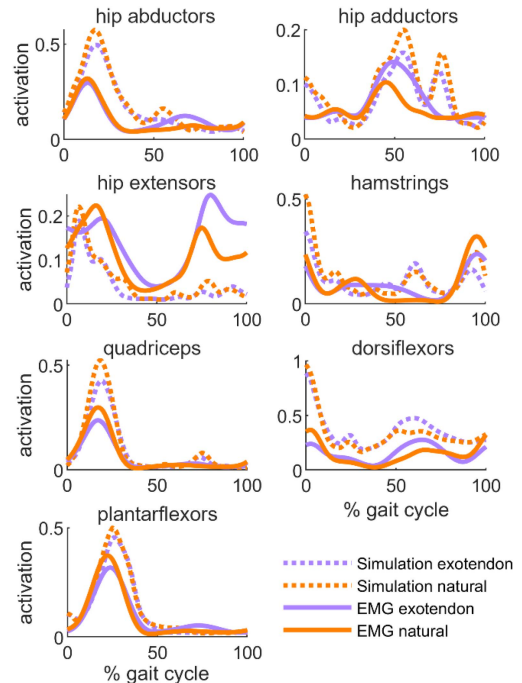 hip abductors
hip adductors
activation
0.5
0
0
50
100
0.2
0.1
0
0
50
100
hip extensors
hamstrings
activation
0.2
0.1
0
0
50
100
0.5
0
0
50
100
quadriceps
dorsiflexors
activation
0.5
0
0
50
100
1
0.5
0
0
50
100
% gait cycle
plantarflexors
activation
0.5
0
0
50
100
% gait cycle
Simulation exotendon
Simulation natural
EMG exotendon
EMG natural